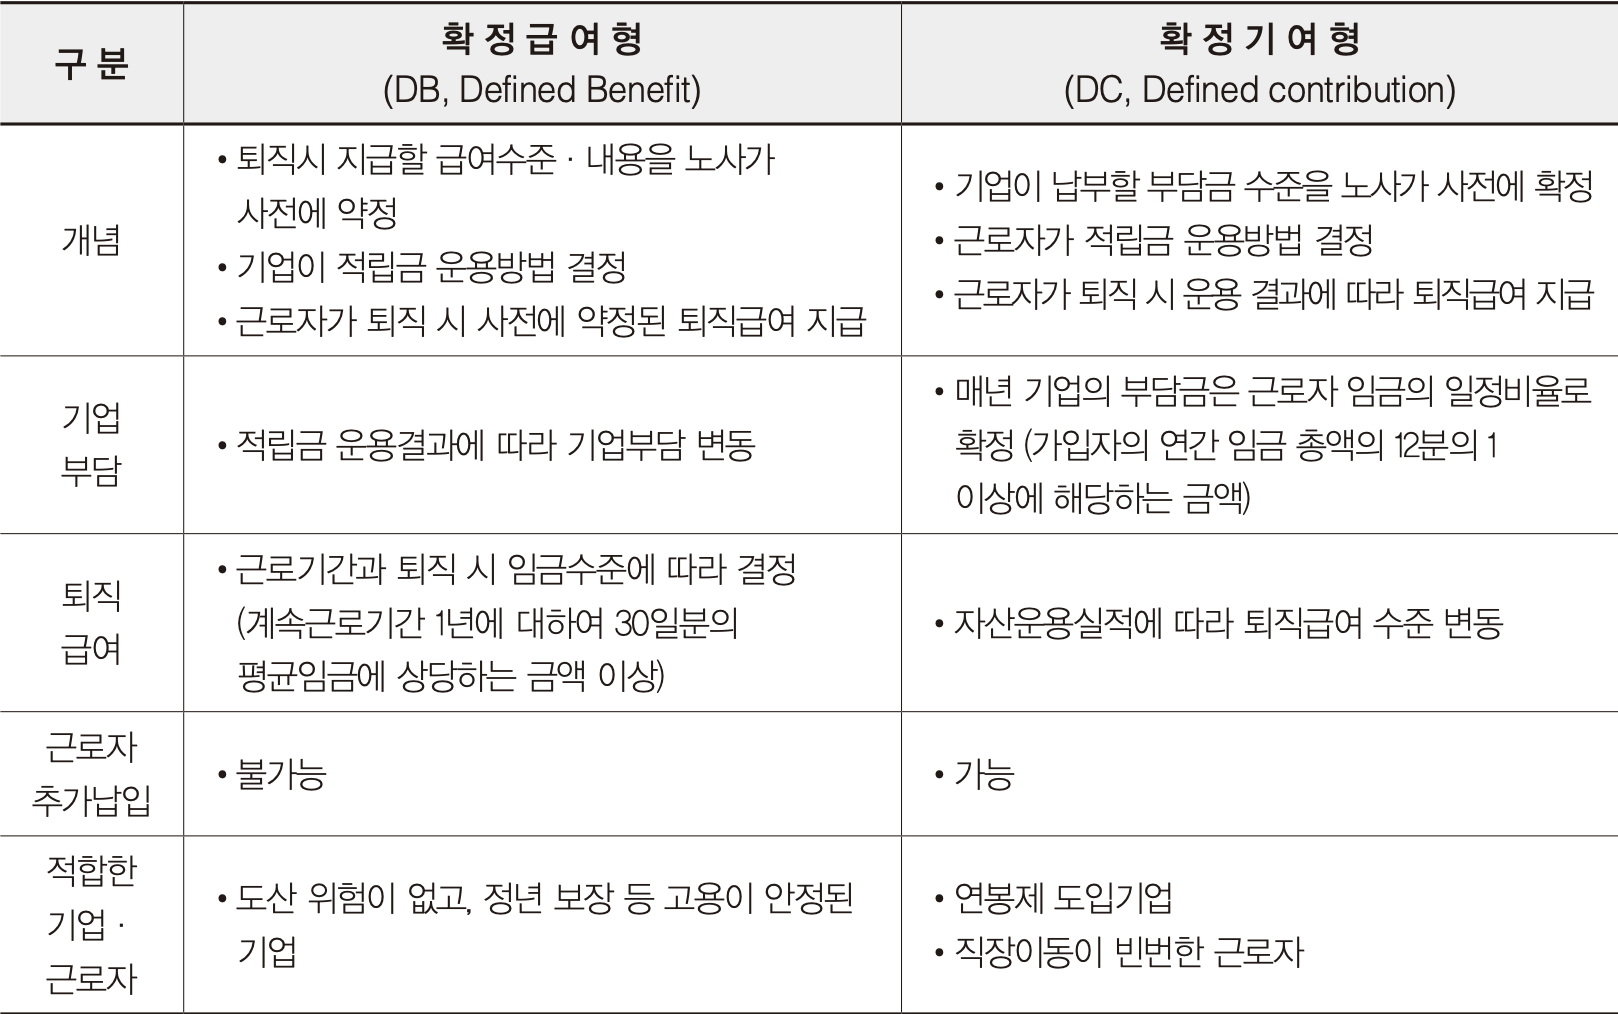 구 분
확 정 급 여 형
(DB, Defined Benefit)
확 정 기 여 형
(DC, Defined contribution)
개념
• 퇴직시 지급할 급여수준 · 내용을 노사가
사전에 약정
• 기업이 적립금 운용방법 결정
• 근로자가 퇴직 시 사전에 약정된 퇴직급여 지급
• 기업이 납부할 부담금 수준을 노사가 사전에 확정
• 근로자가 적립금 운용방법 결정
• 근로자가 퇴직 시 운용 결과에 따라 퇴직급여 지급
기업
부담
• 적립금 운용결과에 따라 기업부담 변동
• 매년 기업의 부담금은 근로자 임금의 일정비율로
확정 (가입자의 연간 임금 총액의 12분의 1
이상에 해당하는 금액)
퇴직
급여
• 근로기간과 퇴직 시 임금수준에 따라 결정
(계속근로기간 1년에 대하여 30일분의
평균임금에 상당하는 금액 이상)
• 자산운용실적에 따라 퇴직급여 수준 변동
근로자
추가납입
• 불가능
• 가능
적합한
기업 ·
근로자
• 도산 위험이 없고, 정년 보장 등 고용이 안정된
기업
• 연봉제 도입기업
• 직장이동이 빈번한 근로자